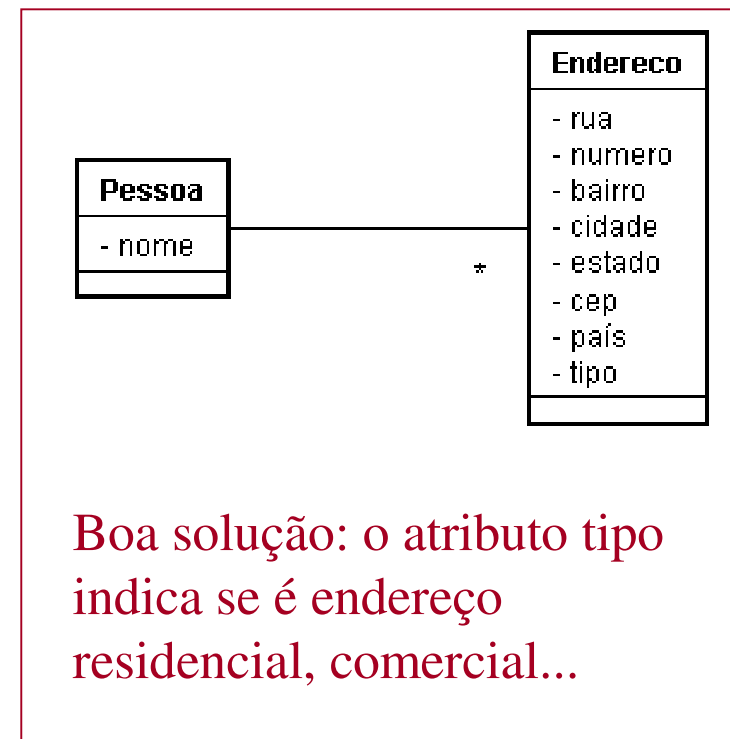 Endereco
- rua
- numero
- bairro
- cidade
- estado
- cep
- país
- tipo
Pessoa
- nome
*
Boa solução: o atributo tipo
indica se é endereço
residencial, comercial...